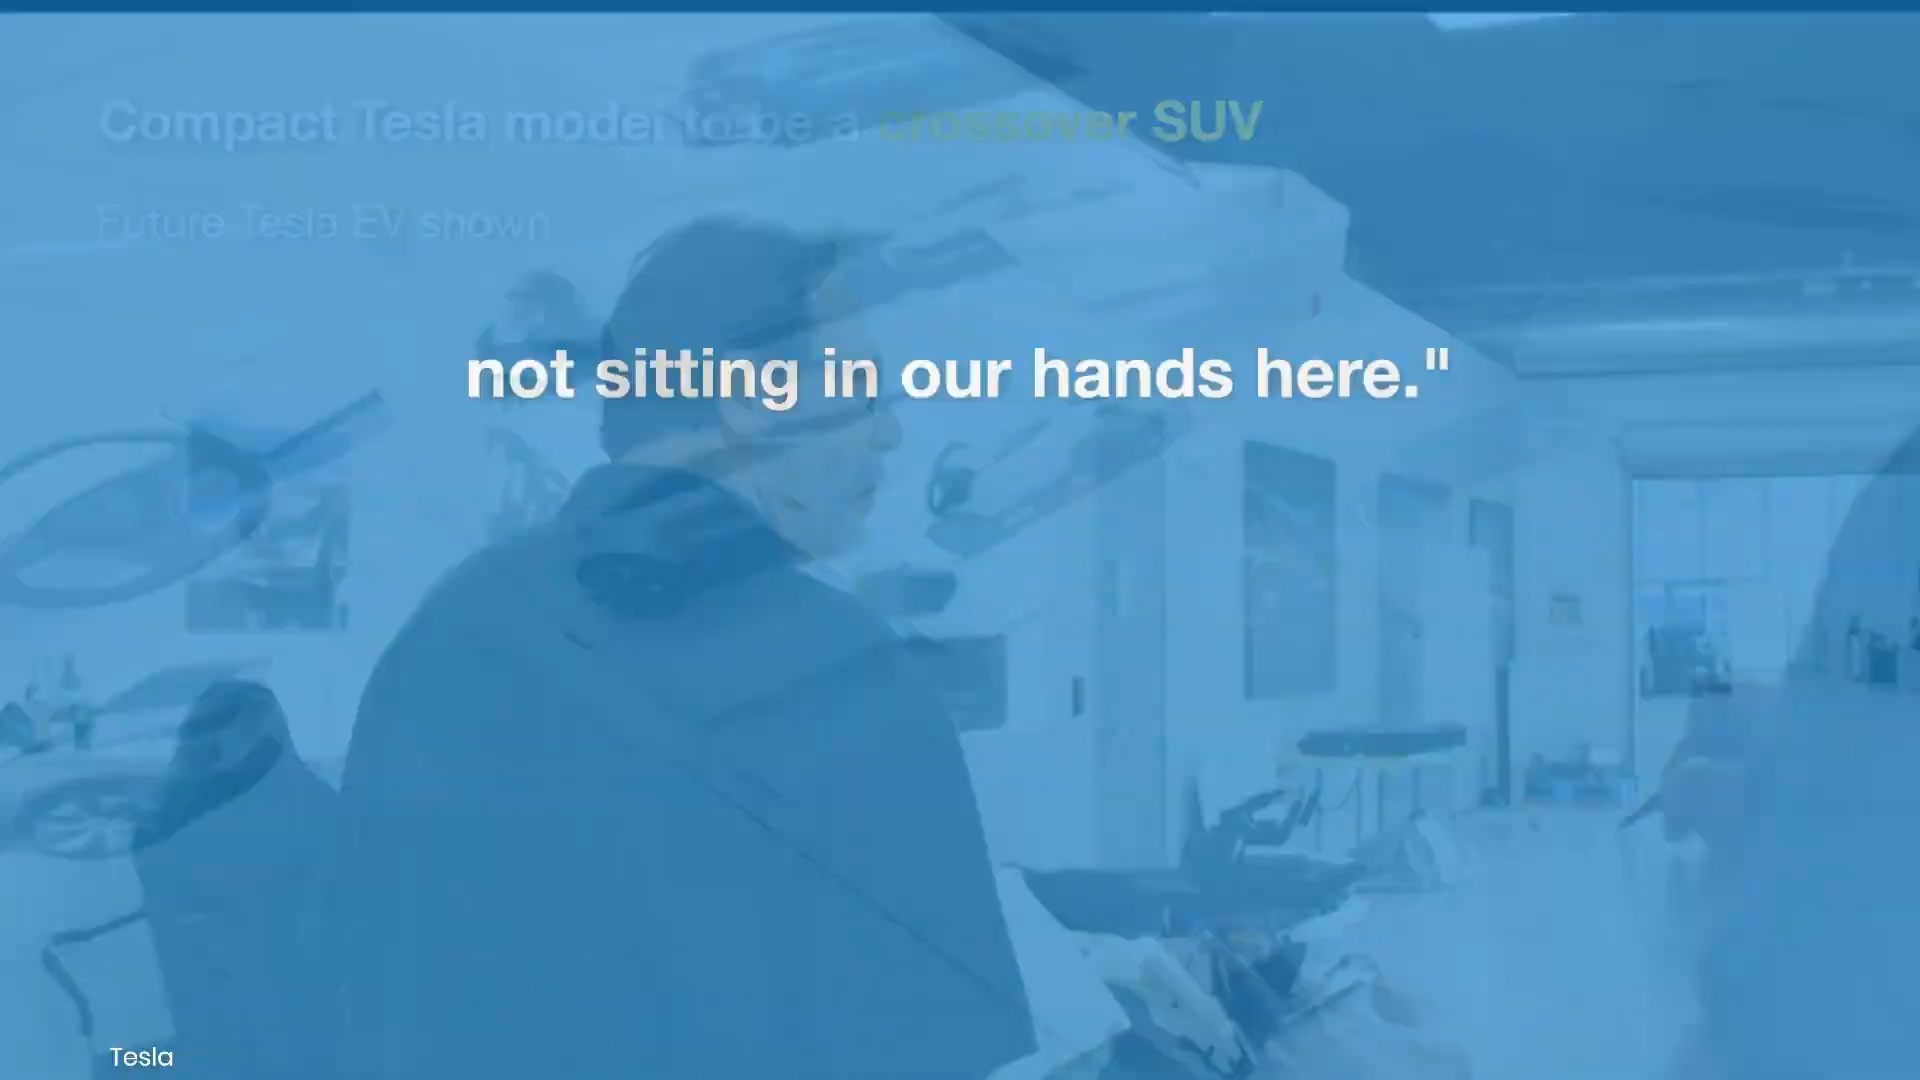 Compact Tesla model to be a crossover SUV
Future Tesla EV shown
not sitting in our hands here."
Tesla